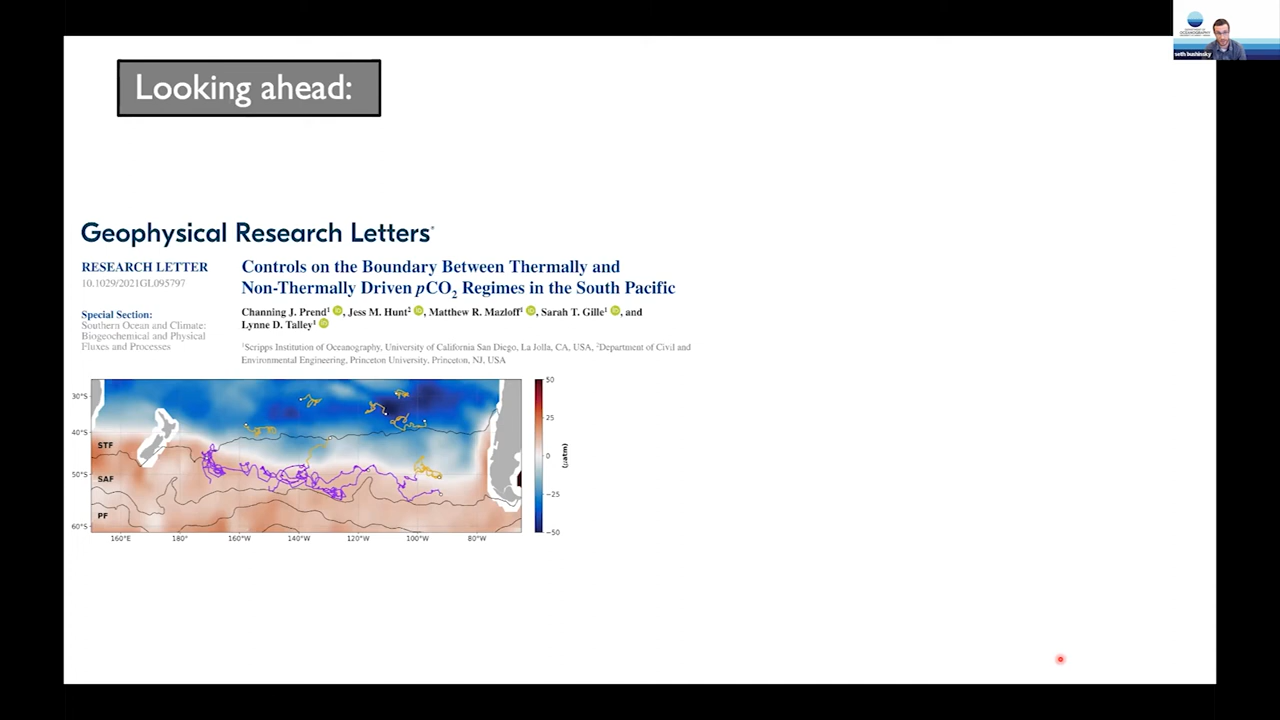 Looking ahead:
OCEANOGRAPHY
seth bushinsky
Geophysical Research Letters
RESEARCH LETTER
10.1029/2021GL095797
Special Section:
Southern Ocean and Climate:
Biogeochemical and Physical
Fluxes and Processes
Controls on the Boundary Between Thermally and
Non-Thermally Driven pCO₂ Regimes in the South Pacific
Channing J. Prend¹, Jess M. Hunt², Matthew R. Mazloff¹, Sarah T. Gille¹, and
Lynne D. Talley¹
¹Scripps Institution of Oceanography, University of California San Diego, La Jolla, CA, USA, ²Department of Civil and
Environmental Engineering, Princeton University, Princeton, NJ, USA
30°S
40°S
STF
50°S
SAF
PF
60°S
160°E 180° 160°W 140°W 120°W 100°W 80°W
50
25
0
−25
−50
(μatm)